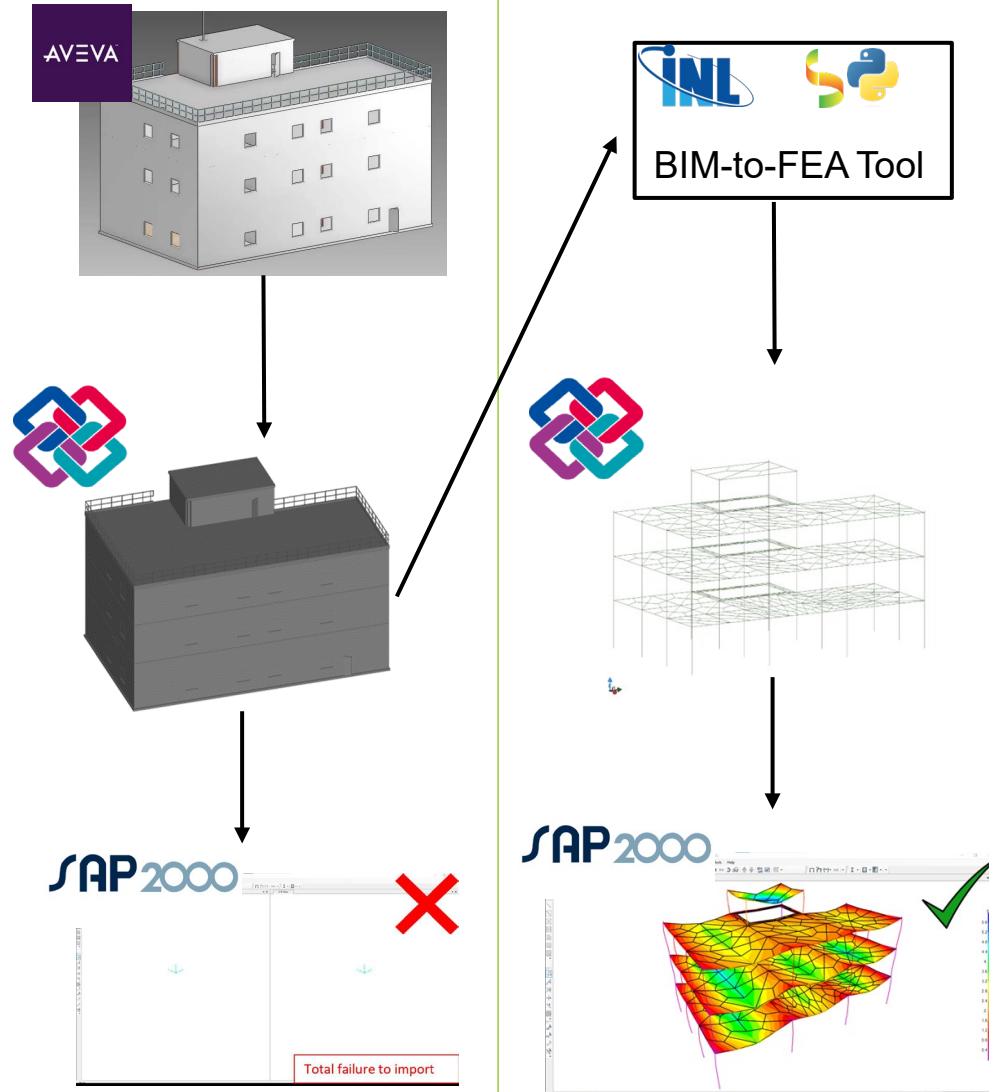 AVEVA
INL
BIM-to-FEA Tool
SAP2000
Total failure to import
SAP2000